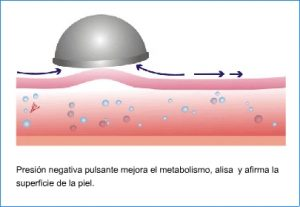 Presión negativa pulsante mejora el metabolismo, alisa y afirma la
superficie de la piel.